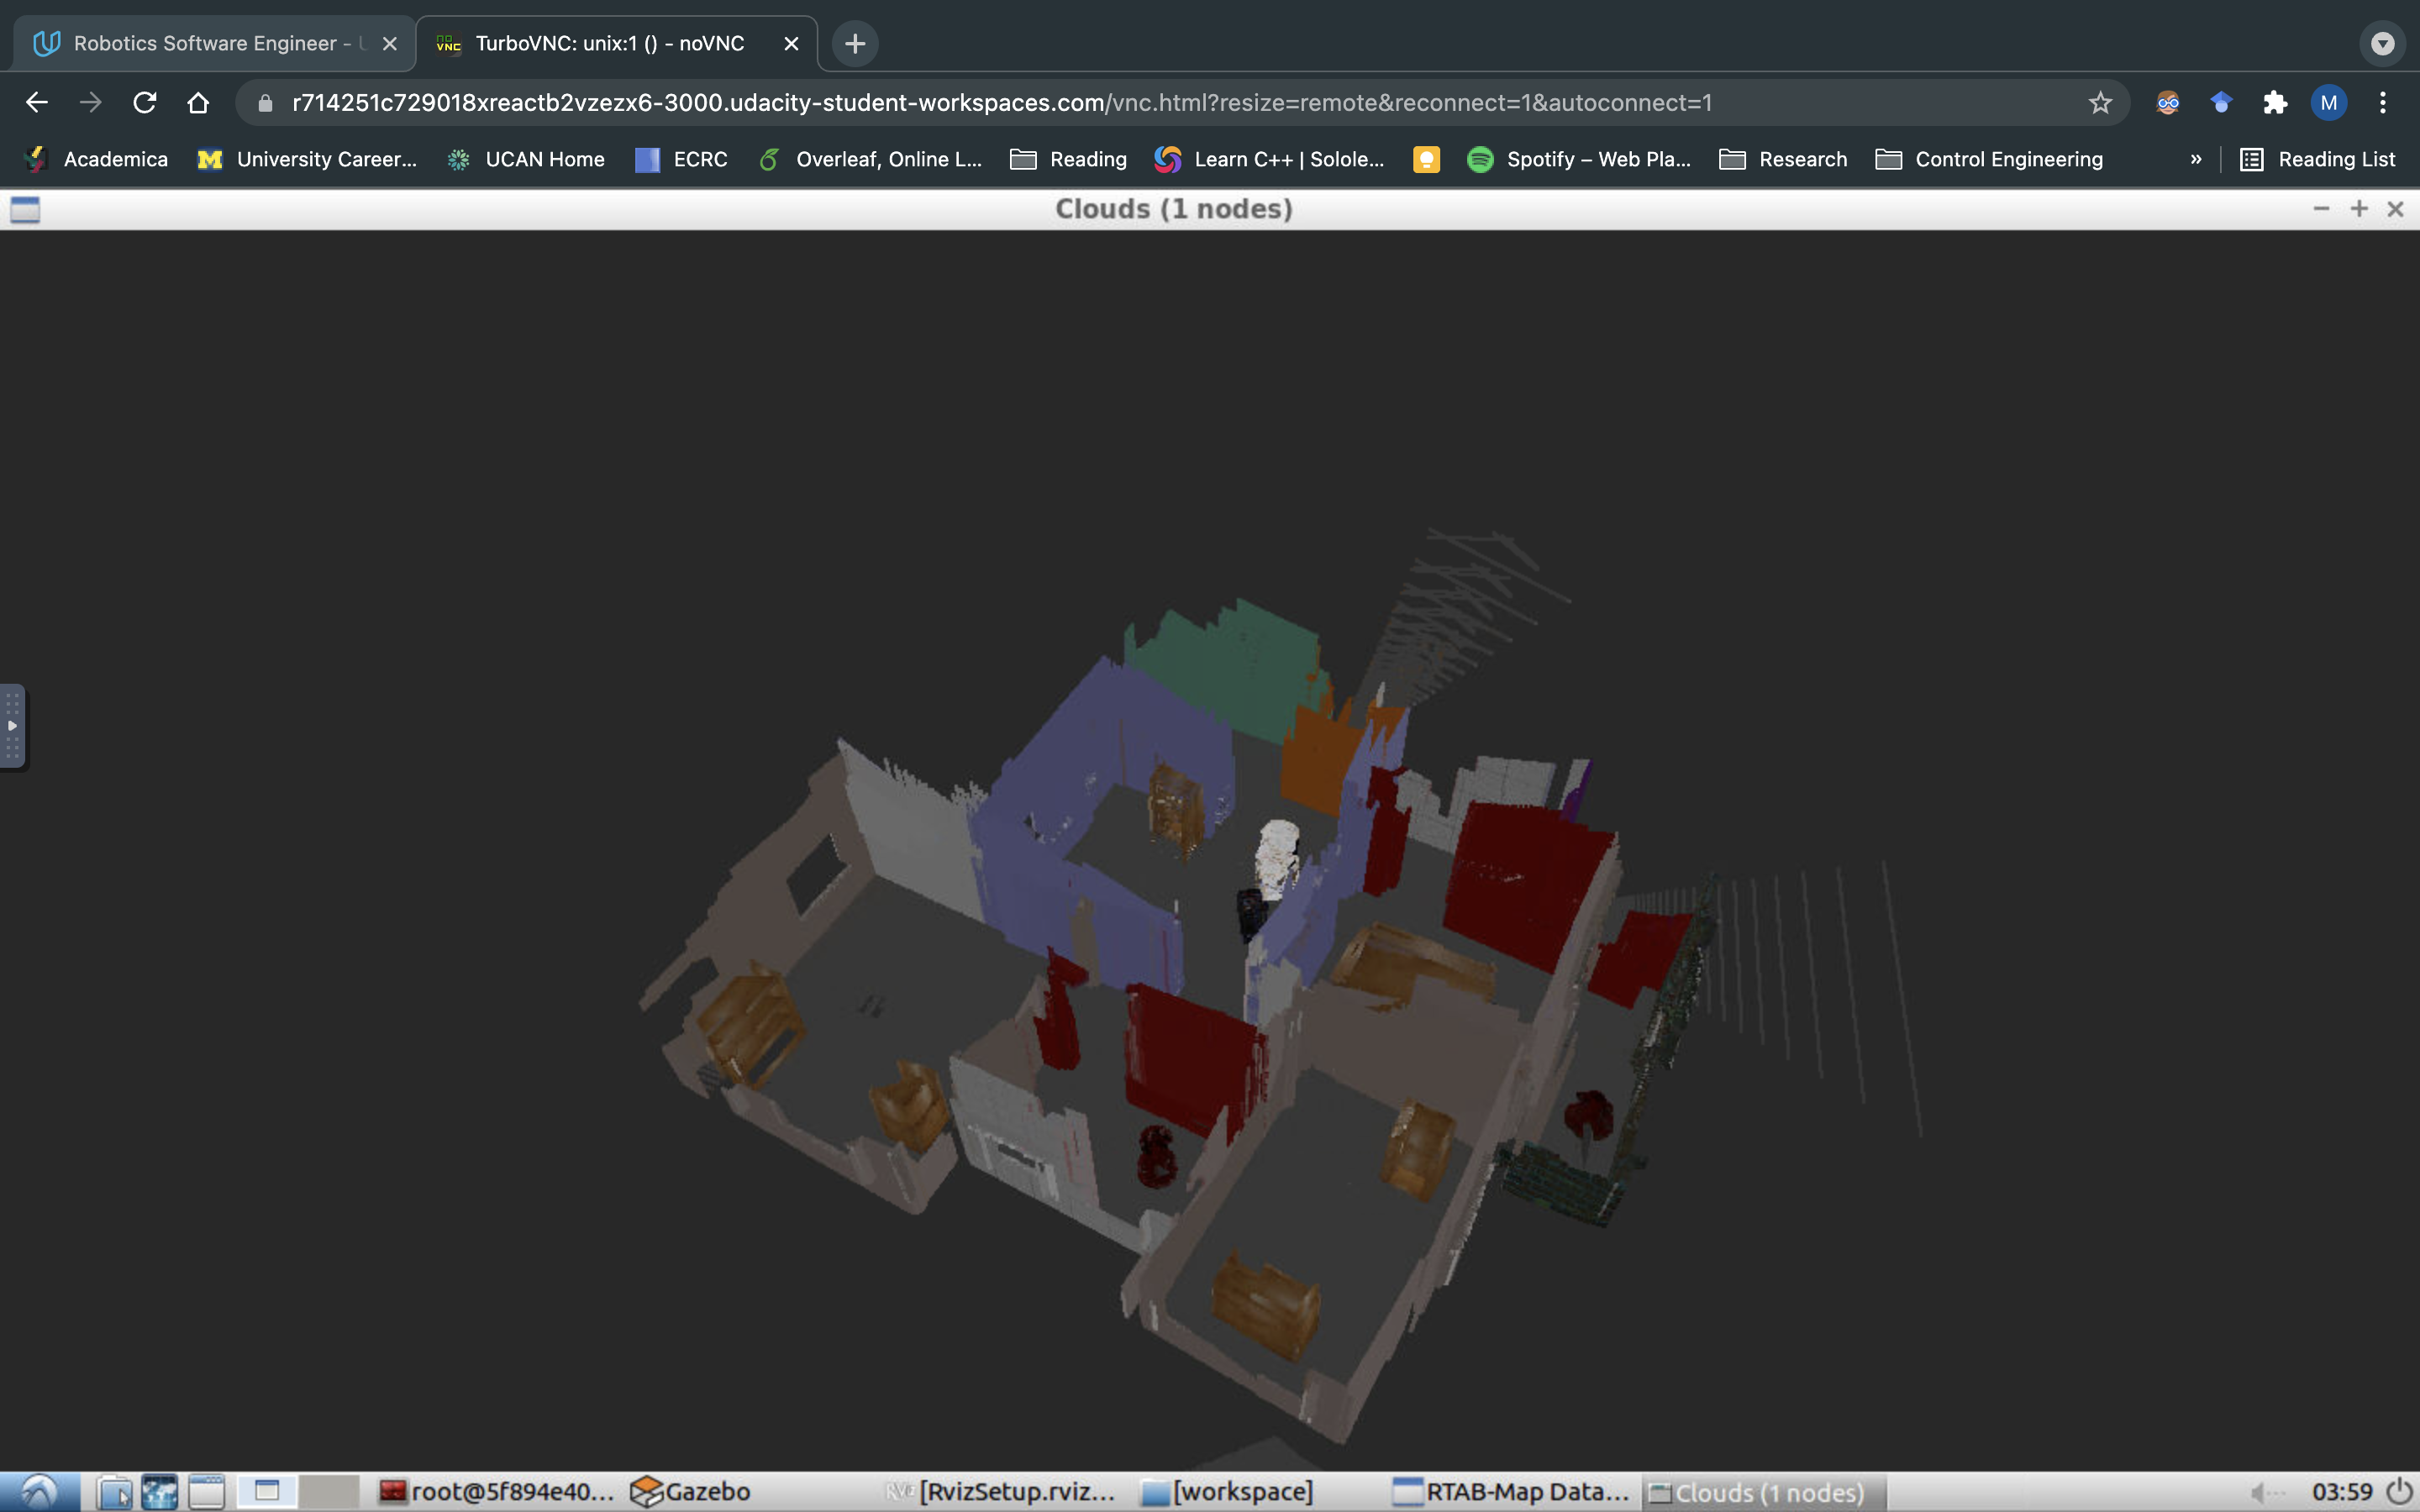 Robotics Software Engineer - U
TurboVNC: unix:1 () - noVNC
r714251c729018xreactb2vzezx6-3000.udacity-student-workspaces.com/vnc.html?resize=remote&reconnect=1&autoconnect=1
M
Academica
University Career...
UCAN Home
ECRC
Overleaf, Online L...
Reading
Learn C++ | Solole...
Spotify – Web Pla...
Research
Control Engineering
»
Reading List
Clouds (1 nodes)
root@5f894e40...
Gazebo
[RvizSetup.rviz...
[workspace]
RTAB-Map Data...
Clouds (1 nodes)
03:59